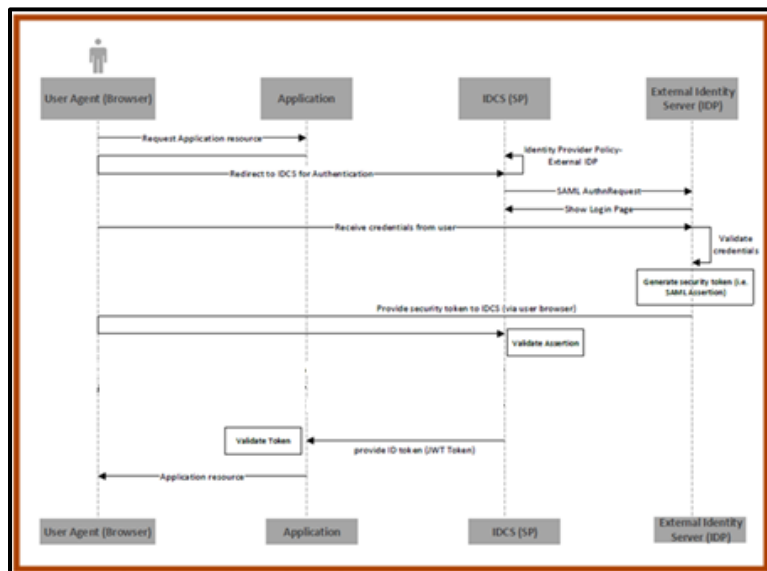 User Agent (Browser)
Application
IDCS (SP)
External Identity
Server (IDP)
Request Application resource
Identity Provider Policy-
External IDP
Redirect to IDCS for Authentication
SAML AuthnRequest
Show Login Page
Receive credentials from user
Validate
credentials
Generate security token (i.e.
SAML Assertion)
Provide security token to IDCS (via user browser)
Validate Assertion
Validate Token
provide ID token (JWT Token)
Application resource
User Agent (Browser)
Application
IDCS (SP)
External Identity
Server (IDP)